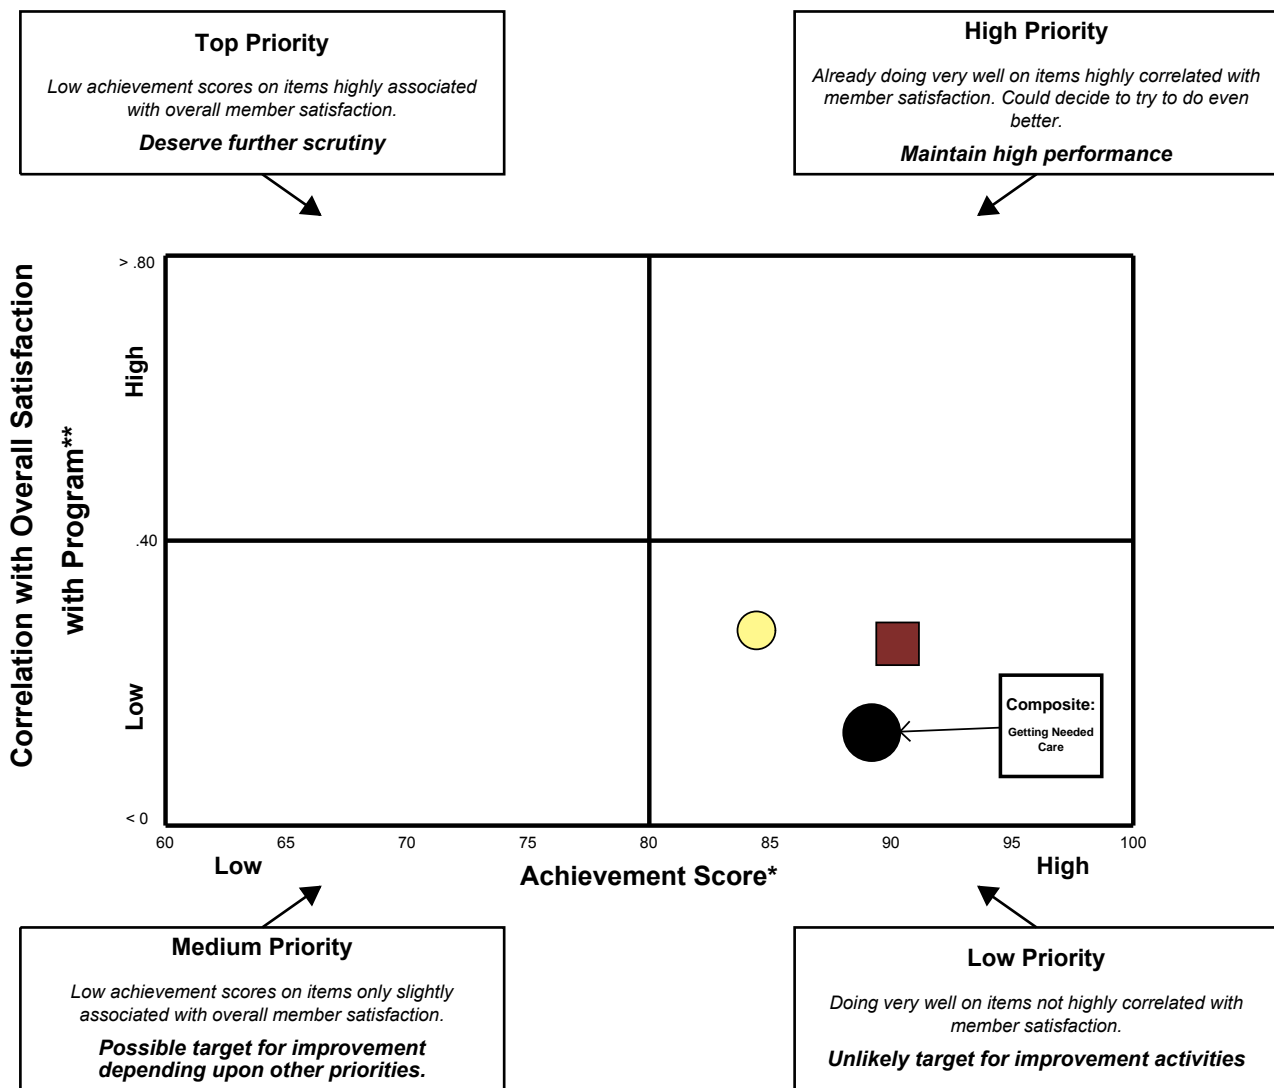 Top Priority
Low achievement scores on items highly associated
with overall member satisfaction.
Deserve further scrutiny
High Priority
Already doing very well on items highly correlated with
member satisfaction. Could decide to try to do even
better.
Maintain high performance
Correlation with Overall Satisfaction
with Program**
> .80
High
.40
Low
< 0
Composite:
Getting Needed
Care
60
65
70
75
80
85
90
95
100
Low
Achievement Score*
High
Medium Priority
Low achievement scores on items only slightly
associated with overall member satisfaction.
Possible target for improvement
depending upon other priorities.
Low Priority
Doing very well on items not highly correlated with
member satisfaction.
Unlikely target for improvement activities